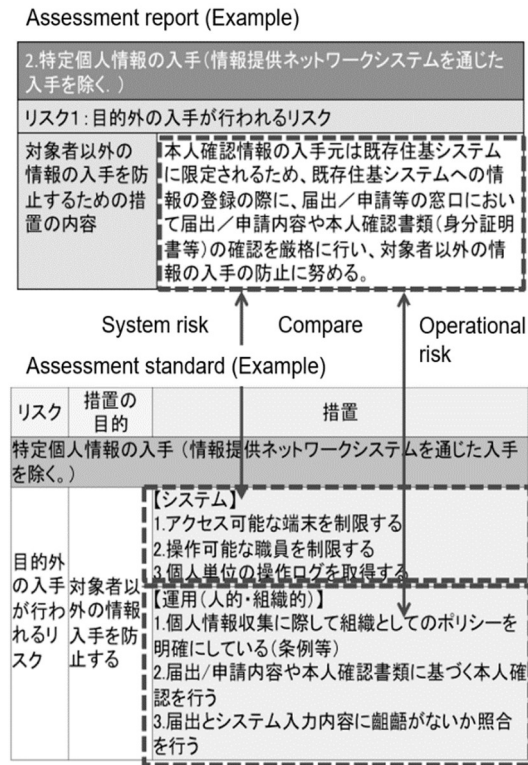 Assessment report (Example)
2.特定個人情報の入手(情報提供ネットワークシステムを通じた
入手を除く. )
リスク1:目的外の入手が行われるリスク
対象者以外の
情報の入手を防
止するための措
置の内容
本人確認情報の入手元は既存住基システム
に限定されるため、既存住基システムへの情
報の登録の際に、届出/申請等の窓口におい
て届出/申請内容や本人確認書類(身分証明
書等)の確認を厳格に行い、対象者以外の情
報の入手の防止に努める。
System risk
Compare
Operational
risk
Assessment standard (Example)
リスク
措置の
目的
措置
特定個人情報の入手 (情報提供ネットワークシステムを通じた入手
を除く。)
目的外
の入手
が行わ
れるリ
スク
対象者以
外の情報
入手を防
止する
【システム】
1.アクセス可能な端末を制限する
2.操作可能な職員を制限する
3.個人単位の操作ログを取得する
【運用(人的・組織的)】
1.個人情報収集に際して組織としてのポリシーを
明確にしている(条例等)
2.届出/申請内容や本人確認書類に基づく本人確
認を行う
3.届出とシステム入力内容に齟齬がないか照合
を行う